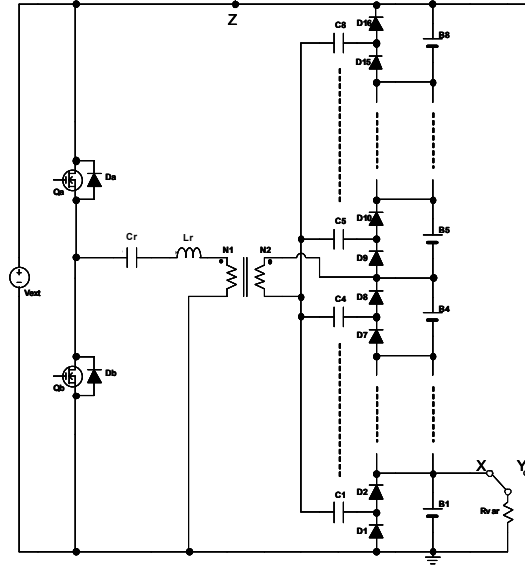 Z
C8
D16
D15
B8
Qa
Da
Cr
Lr
N1
N2
C5
D10
D9
B5
Vext
C4
D8
D7
B4
Qb
Db
X
Y
C1
D2
D1
B1
Rvar